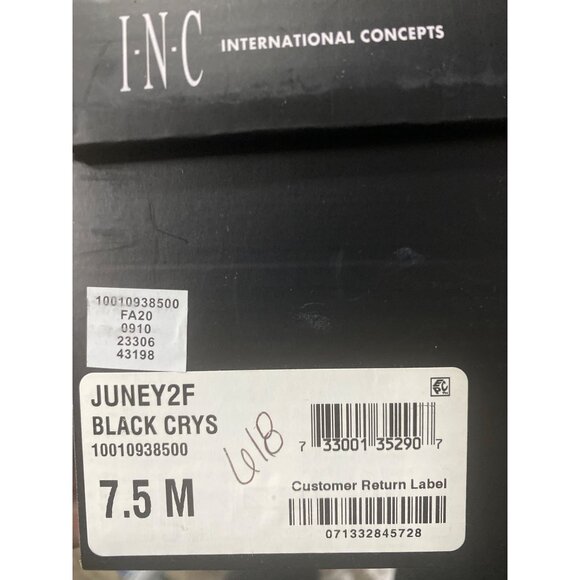 I·N·C INTERNATIONAL CONCEPTS
10010938500
FA20
0910
23306
43198
JUNEY2F
BLACK CRYS
10010938500
7.5 M
618
7 33001 35290 7
Customer Return Label
071332845728